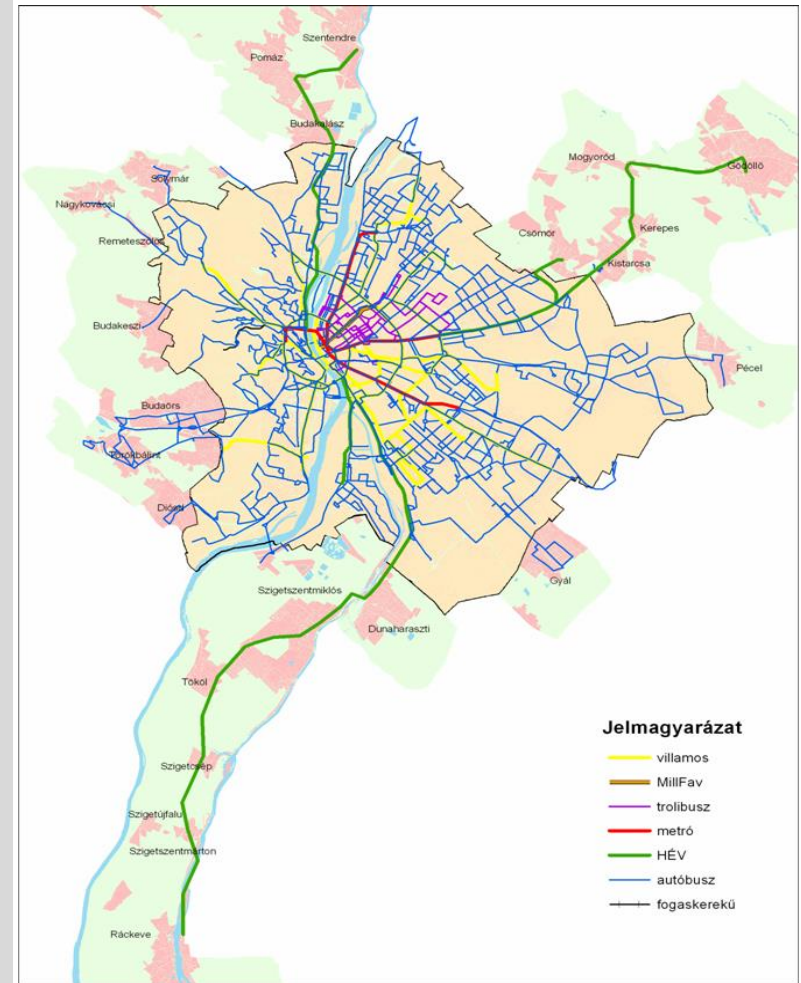 Szentendre
Pomáz
Budakalász
Mogyoród
Gödöllő
Solymár
Nagykovácsi
Remeteszőlős
Csömör
Kerepes
Kistarcsa
Budakeszi
Pécel
Budaörs
Törökbálint
Diósd
Gyál
Szigetszentmiklós
Dunaharaszti
Tököl
Szigetcsép
Szigetújfalu
Szigetszentmárton
Ráckeve
Jelmagyarázat
villamos
MillFav
trolibusz
metró
HÉV
autóbusz
fogaskerekű